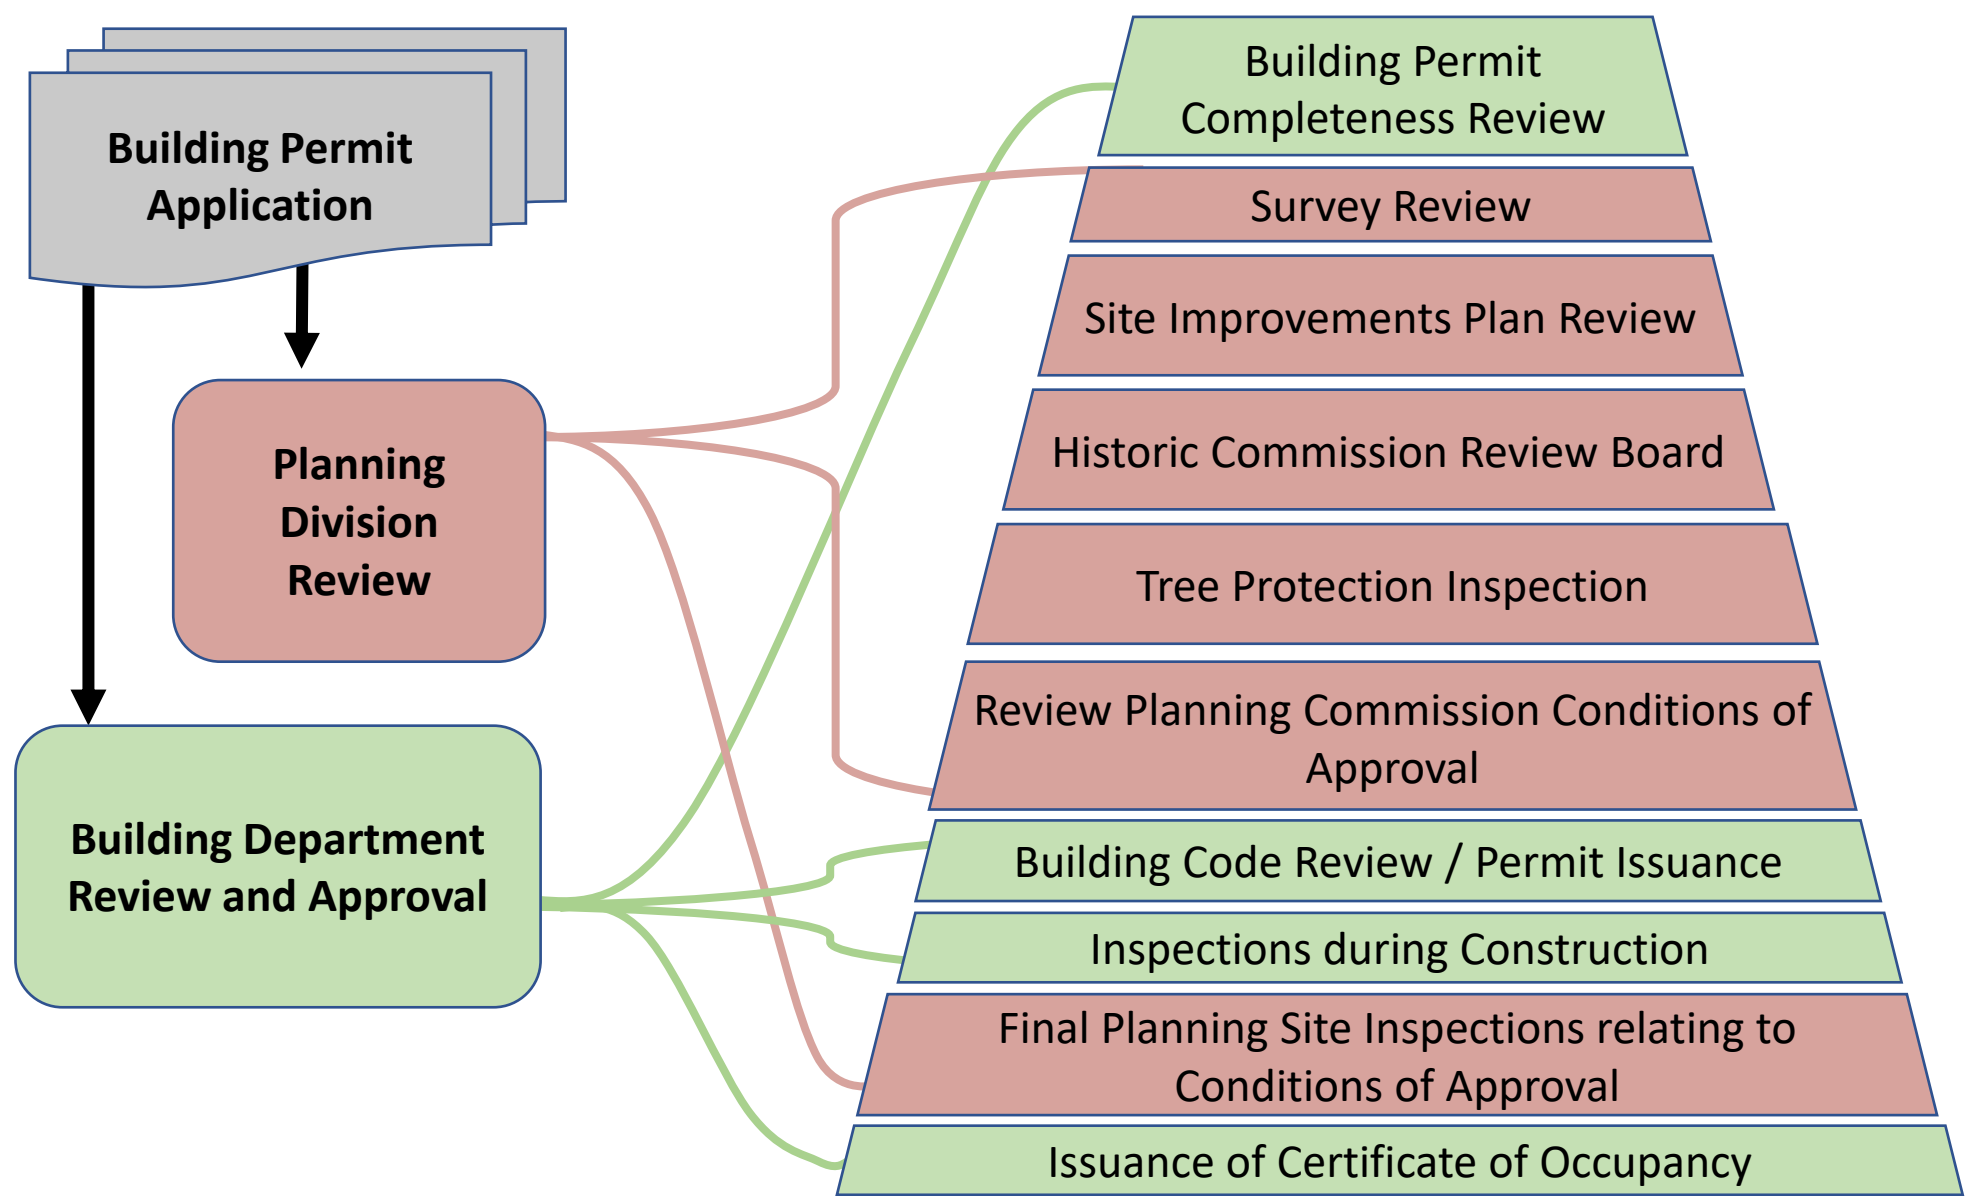 Building Permit
Application
Planning
Division
Review
Building Department
Review and Approval
Building Permit
Completeness Review
Survey Review
Site Improvements Plan Review
Historic Commission Review Board
Tree Protection Inspection
Review Planning Commission Conditions of
Approval
Building Code Review / Permit Issuance
Inspections during Construction
Final Planning Site Inspections relating to
Conditions of Approval
Issuance of Certificate of Occupancy